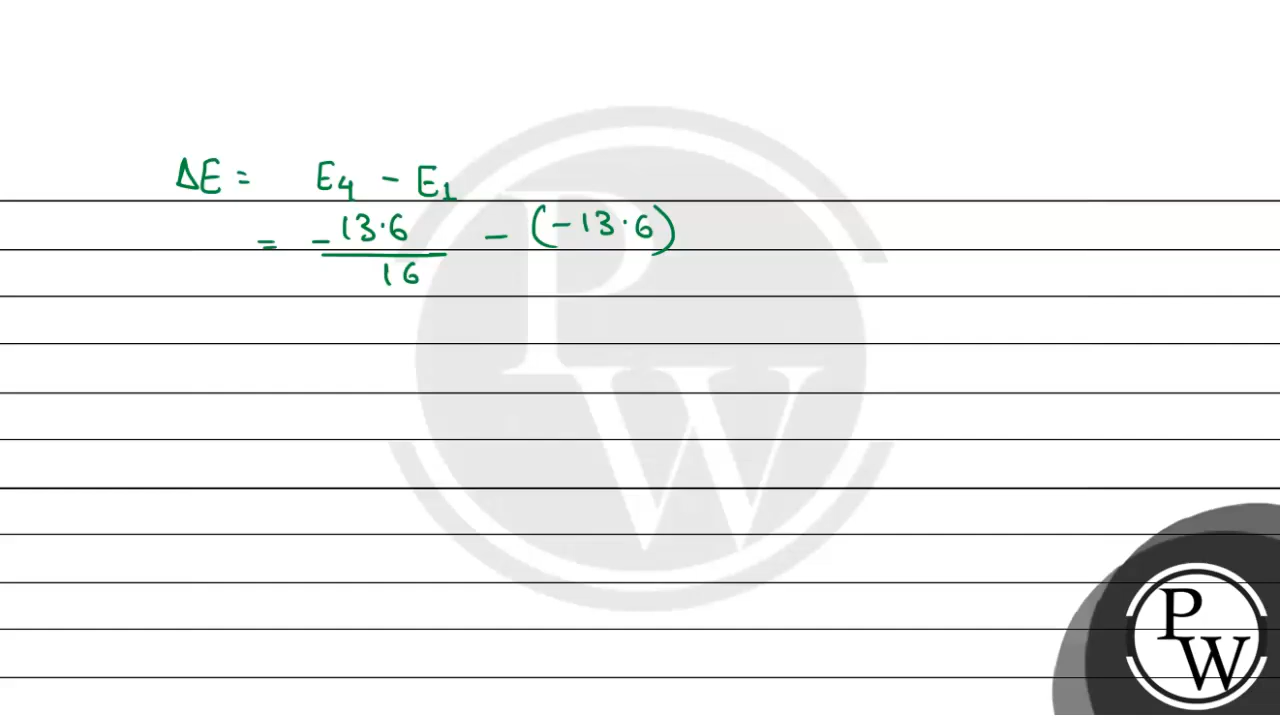 ΔE = E₄ - E₁
= -13.6/16 - (-13.6)
P
W
P
W